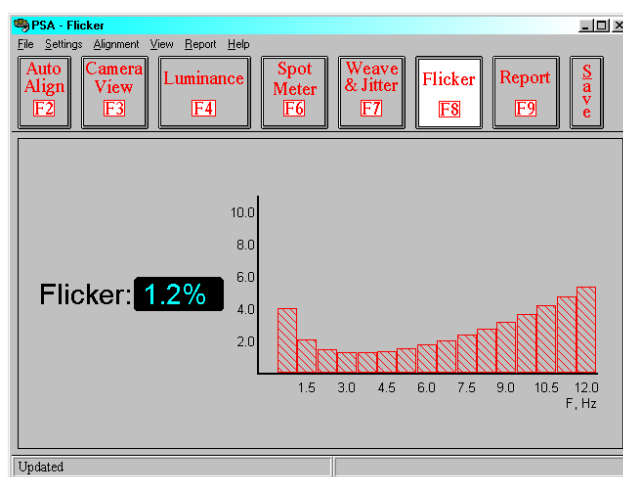 PSA - Flicker
File Settings Alignment View Report Help
Auto Align F2
Camera View F3
Luminance F4
Spot Meter F6
Weave & Jitter F7
Flicker F8
Report F9
Save
10.0
8.0
6.0
4.0
2.0
Flicker: 1.2%
1.5 3.0 4.5 6.0 7.5 9.0 10.5 12.0
F, Hz
Updated